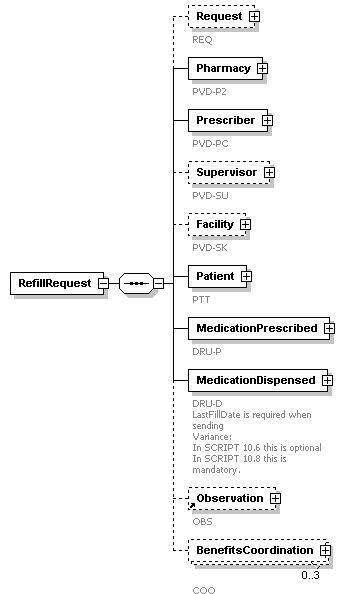 Request
REQ
Pharmacy
PVD-P2
Prescriber
PVD-PC
Supervisor
PVD-SU
Facility
PVD-SK
RefillRequest
Patient
PTT
MedicationPrescribed
DRU-P
MedicationDispensed
DRU-D
LastFillDate is required when
sending
Variance:
In SCRIPT 10.6 this is optional
In SCRIPT 10.8 this is
mandatory.
Observation
OBS
BenefitsCoordination
0..3
COO